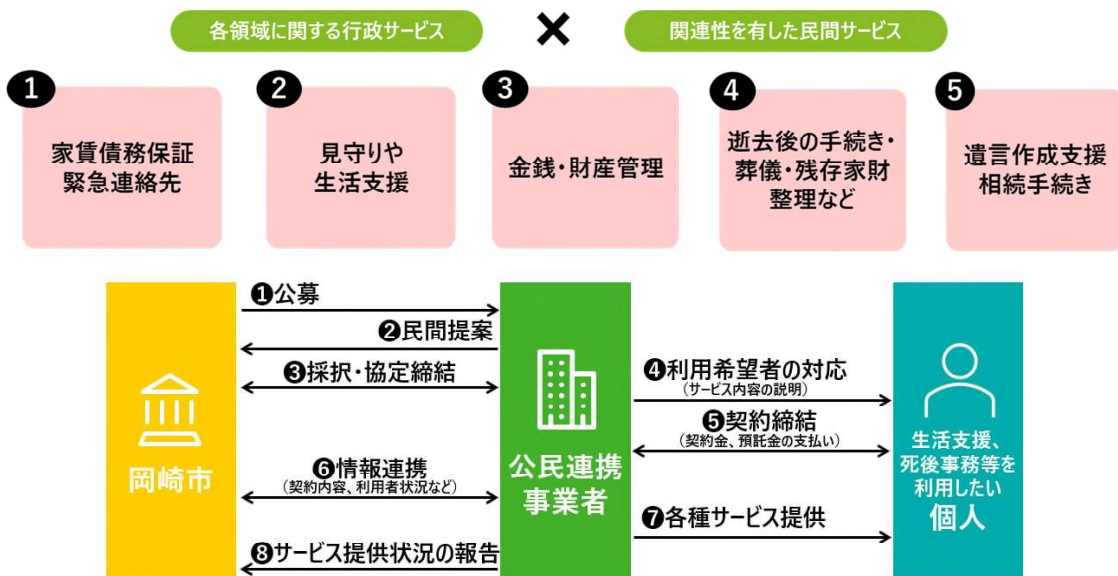 各領域に関する行政サービス
×
関連性を有した民間サービス
1
家賃債務保証
緊急連絡先
2
見守りや
生活支援
3
金銭・財産管理
4
逝去後の手続き・
葬儀・残存家財
整理など
5
遺言作成支援
相続手続き
岡崎市
❶公募
❷民間提案
❸採択・協定締結
❻情報連携
（契約内容、利用者状況など）
❽サービス提供状況の報告
公民連携
事業者
❹利用希望者の対応
（サービス内容の説明）
❺契約締結
（契約金、預託金の支払い）
❼各種サービス提供
生活支援、
死後事務等を
利用したい
個人